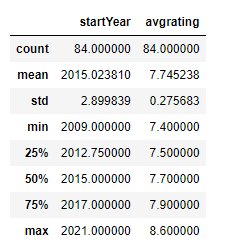 startYear avgrating
count 84.000000 84.000000
mean 2015.023810 7.745238
std 2.899839 0.275683
min 2009.000000 7.400000
25% 2012.750000 7.500000
50% 2015.000000 7.700000
75% 2017.000000 7.900000
max 2021.000000 8.600000